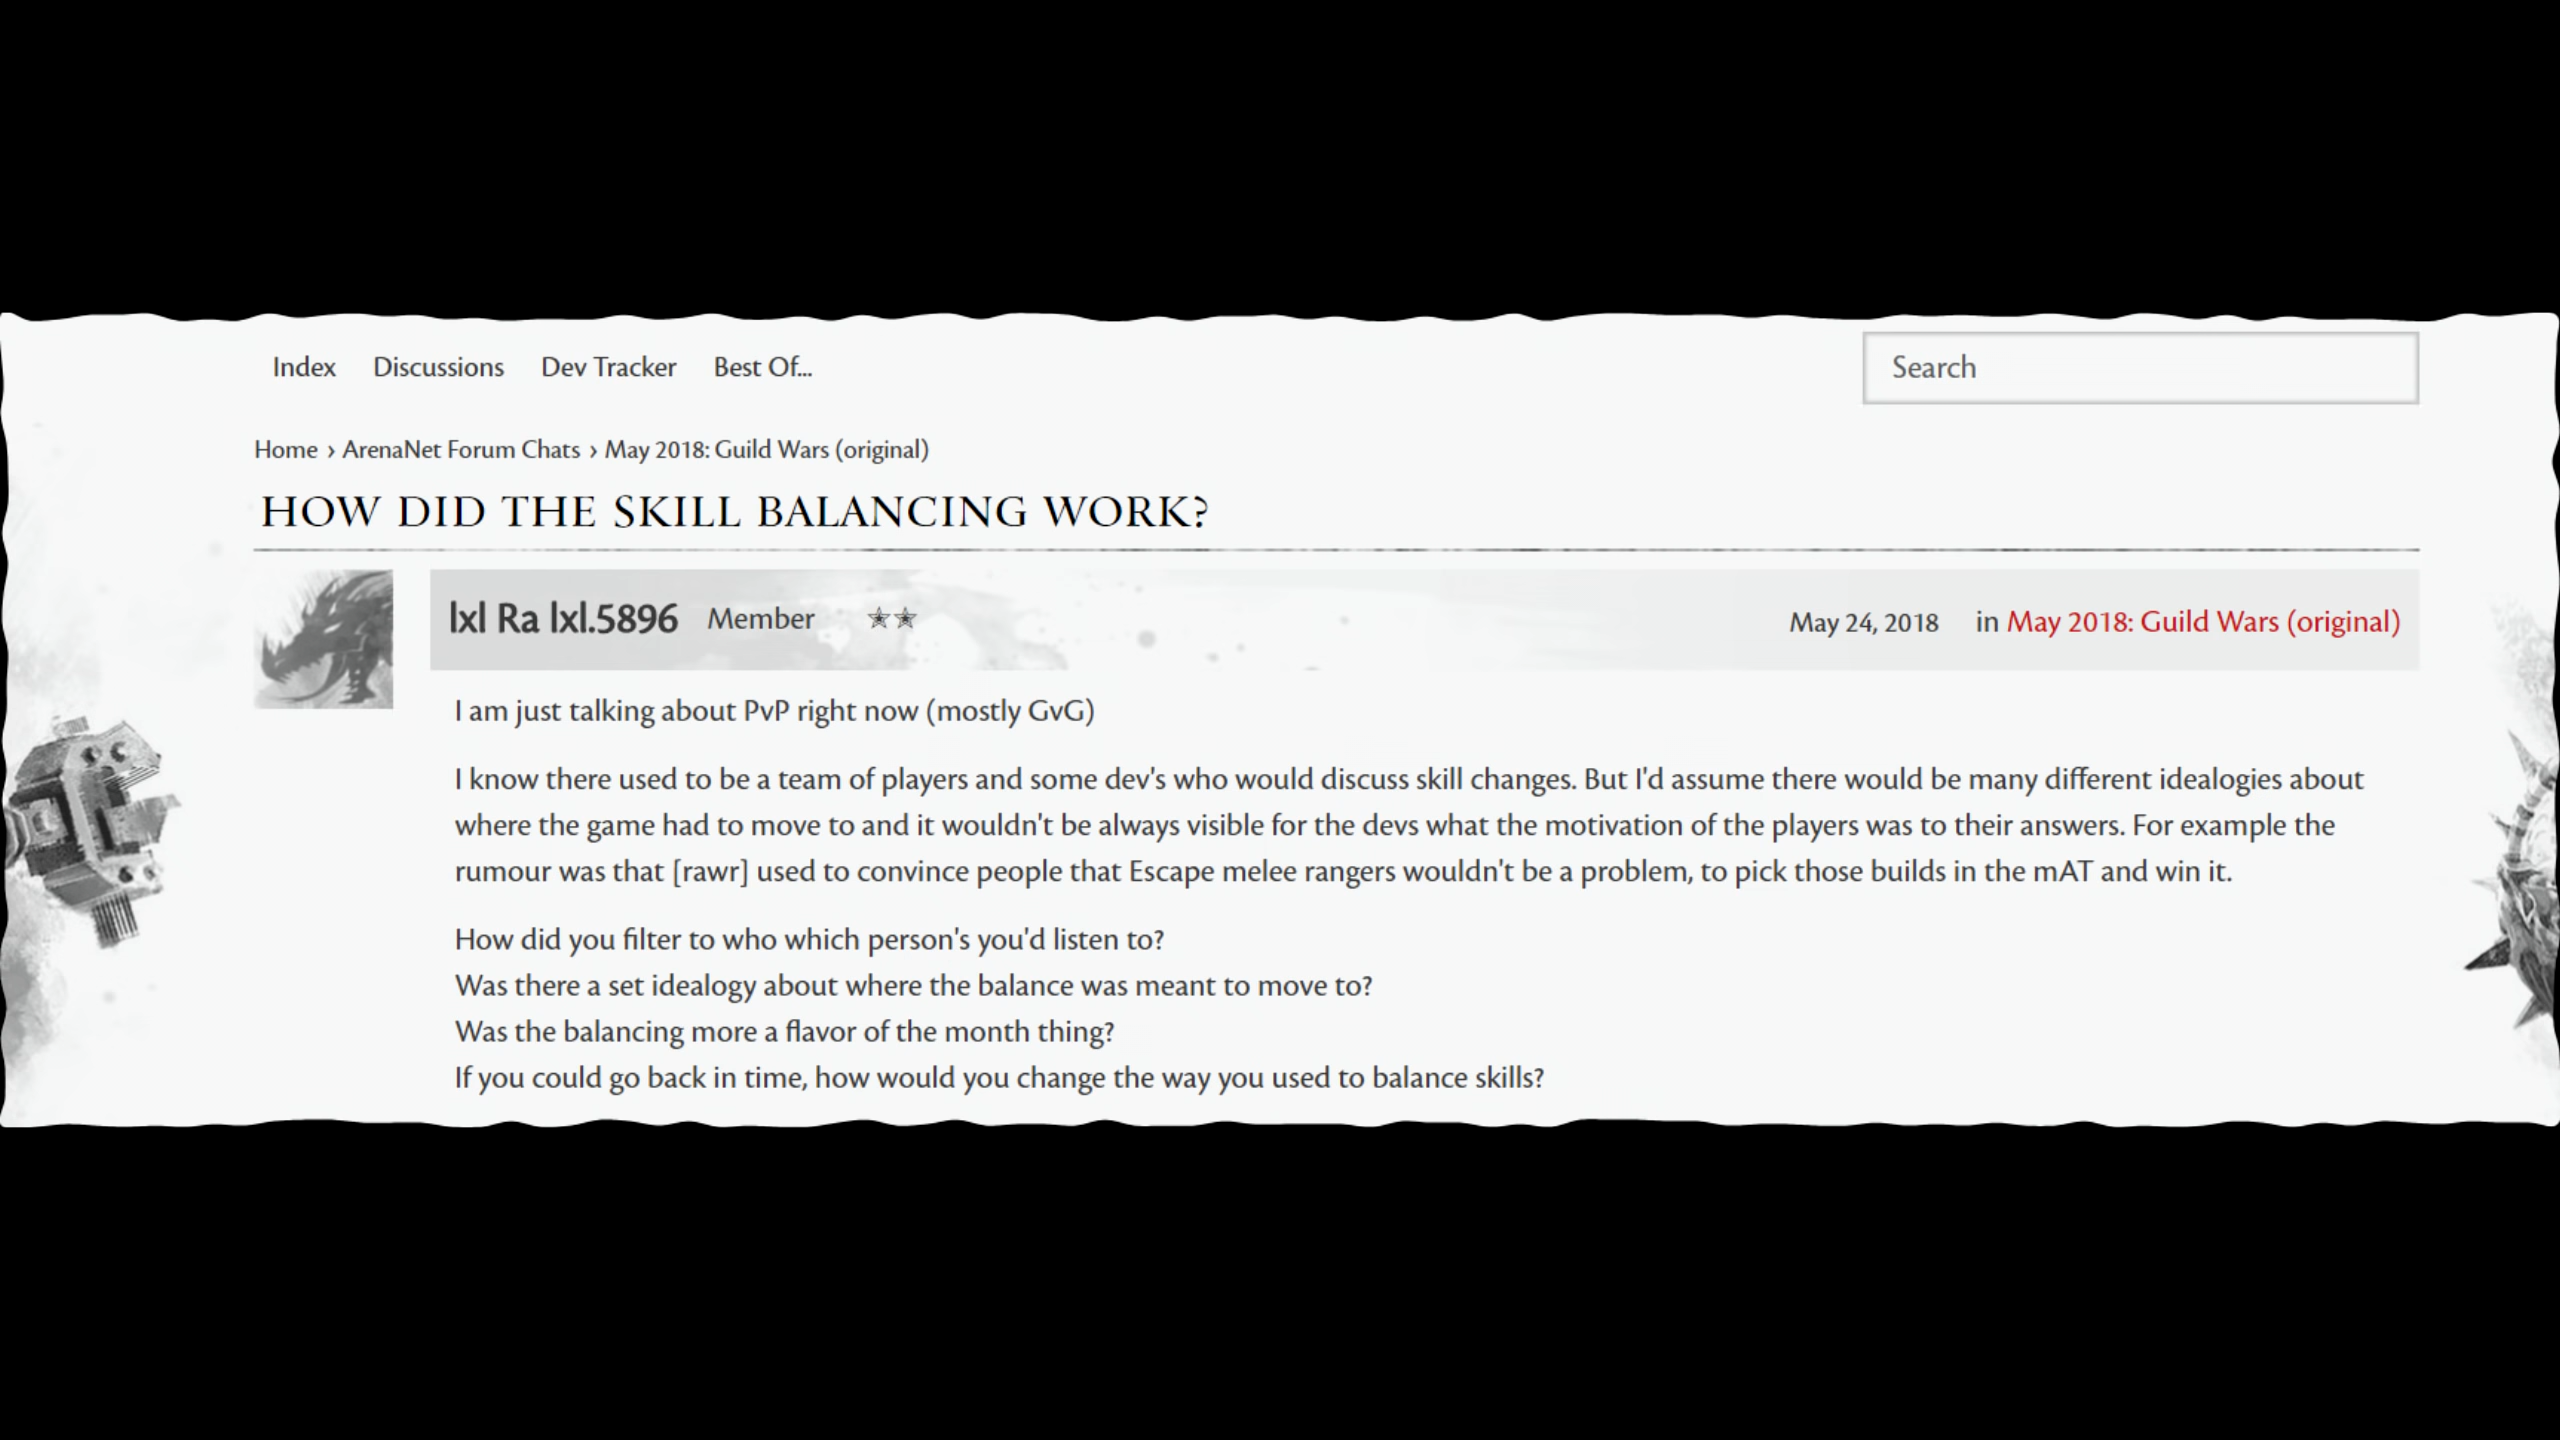 Index Discussions Dev Tracker Best Of... Search
Home › ArenaNet Forum Chats › May 2018: Guild Wars (original)
HOW DID THE SKILL BALANCING WORK?
lxl Ra lxl.5896 Member ✭✭ May 24, 2018 in May 2018: Guild Wars (original)
I am just talking about PvP right now (mostly GvG)
I know there used to be a team of players and some dev's who would discuss skill changes. But I'd assume there would be many different idealogies about
where the game had to move to and it wouldn't be always visible for the devs what the motivation of the players was to their answers. For example the
rumour was that [rawr] used to convince people that Escape melee rangers wouldn't be a problem, to pick those builds in the mAT and win it.
How did you filter to who which person's you'd listen to?
Was there a set idealogy about where the balance was meant to move to?
Was the balancing more a flavor of the month thing?
If you could go back in time, how would you change the way you used to balance skills?